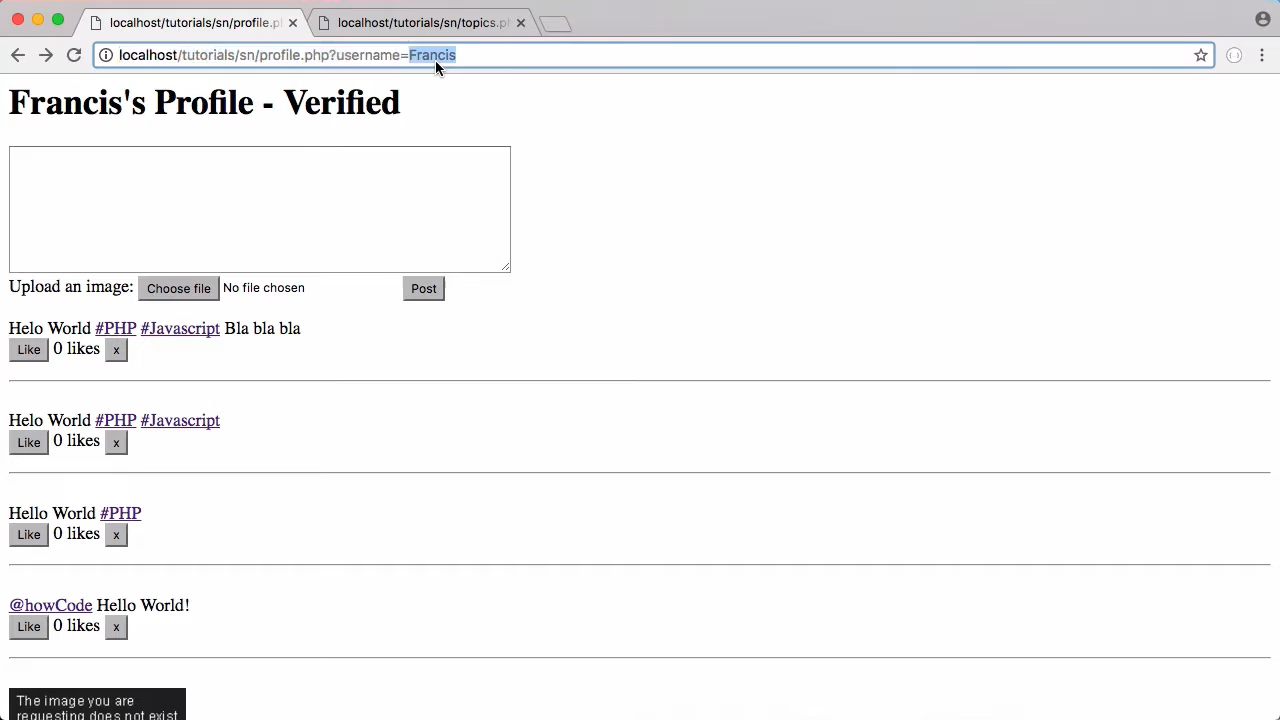 localhost/tutorials/sn/profile.p
localhost/tutorials/sn/topics.p
localhost/tutorials/sn/profile.php?username=Francis
Francis's Profile - Verified
Upload an image: Choose file No file chosen Post
Helo World #PHP #Javascript Bla bla bla
Like 0 likes x
Helo World #PHP #Javascript
Like 0 likes x
Hello World #PHP
Like 0 likes x
@howCode Hello World!
Like 0 likes x
The image you are
requesting does not exist